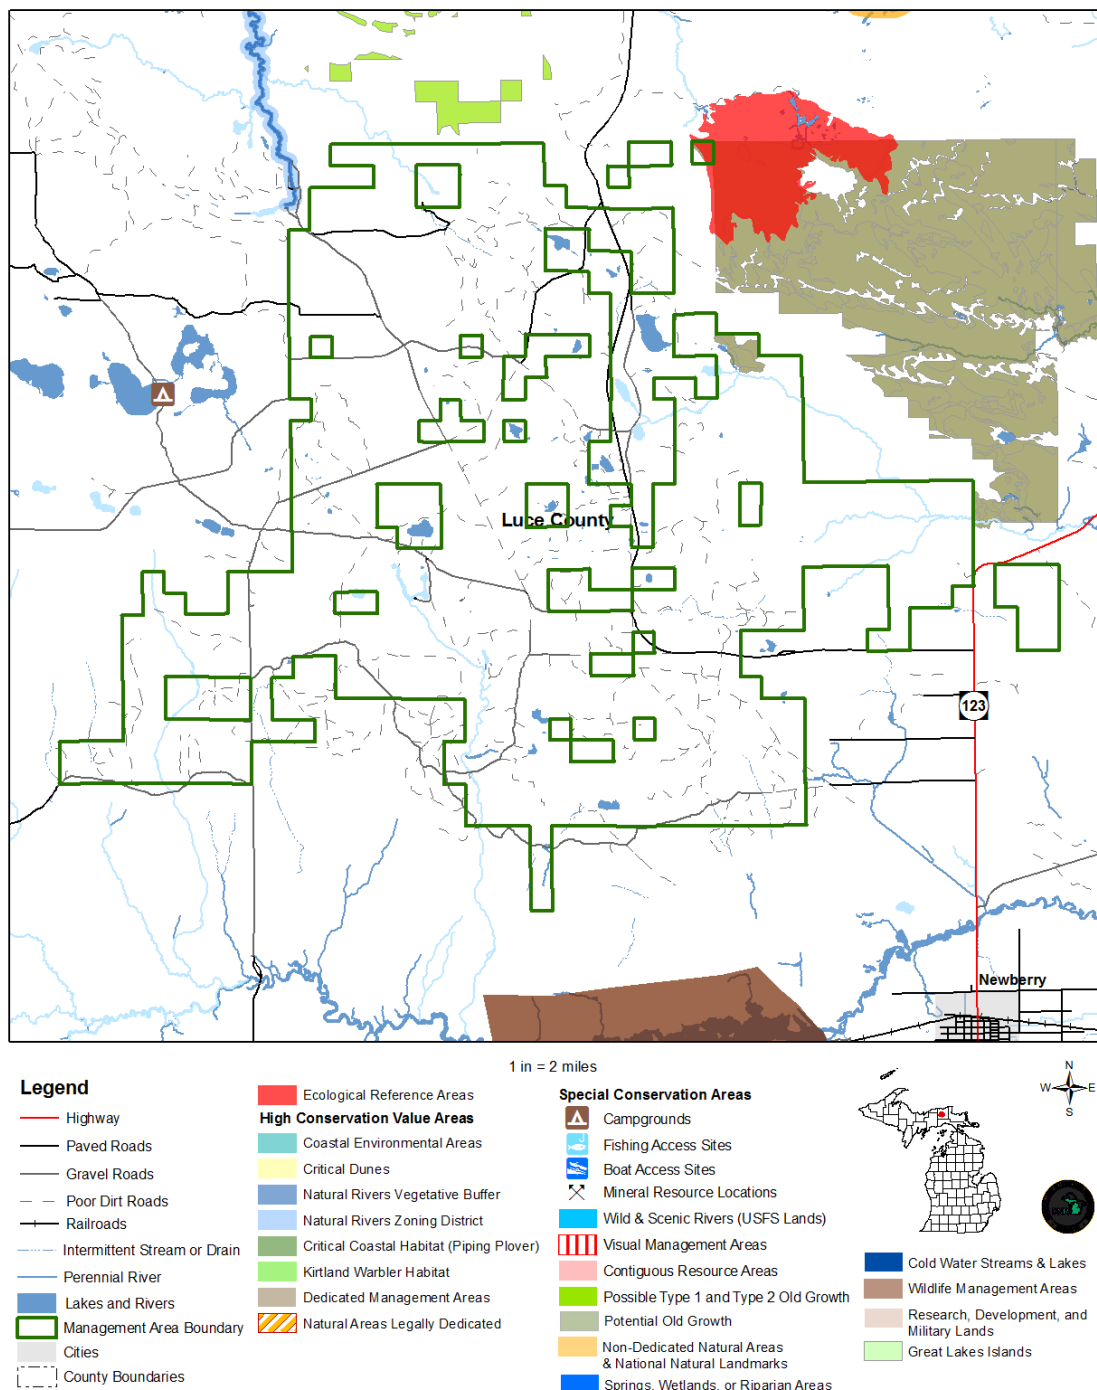 Luce County
123
Newberry
1 in = 2 miles
Legend
Highway
Paved Roads
Gravel Roads
Poor Dirt Roads
Railroads
Intermittent Stream or Drain
Perennial River
Lakes and Rivers
Management Area Boundary
Cities
County Boundaries
Ecological Reference Areas
High Conservation Value Areas
Coastal Environmental Areas
Critical Dunes
Natural Rivers Vegetative Buffer
Natural Rivers Zoning District
Critical Coastal Habitat (Piping Plover)
Kirtland Warbler Habitat
Dedicated Management Areas
Natural Areas Legally Dedicated
Special Conservation Areas
Campgrounds
Fishing Access Sites
Boat Access Sites
Mineral Resource Locations
Wild & Scenic Rivers (USFS Lands)
Visual Management Areas
Contiguous Resource Areas
Possible Type 1 and Type 2 Old Growth
Potential Old Growth
Non-Dedicated Natural Areas
& National Natural Landmarks
Springs, Wetlands, or Riparian Areas
N
W
E
S
Cold Water Streams & Lakes
Wildlife Management Areas
Research, Development, and
Military Lands
Great Lakes Islands